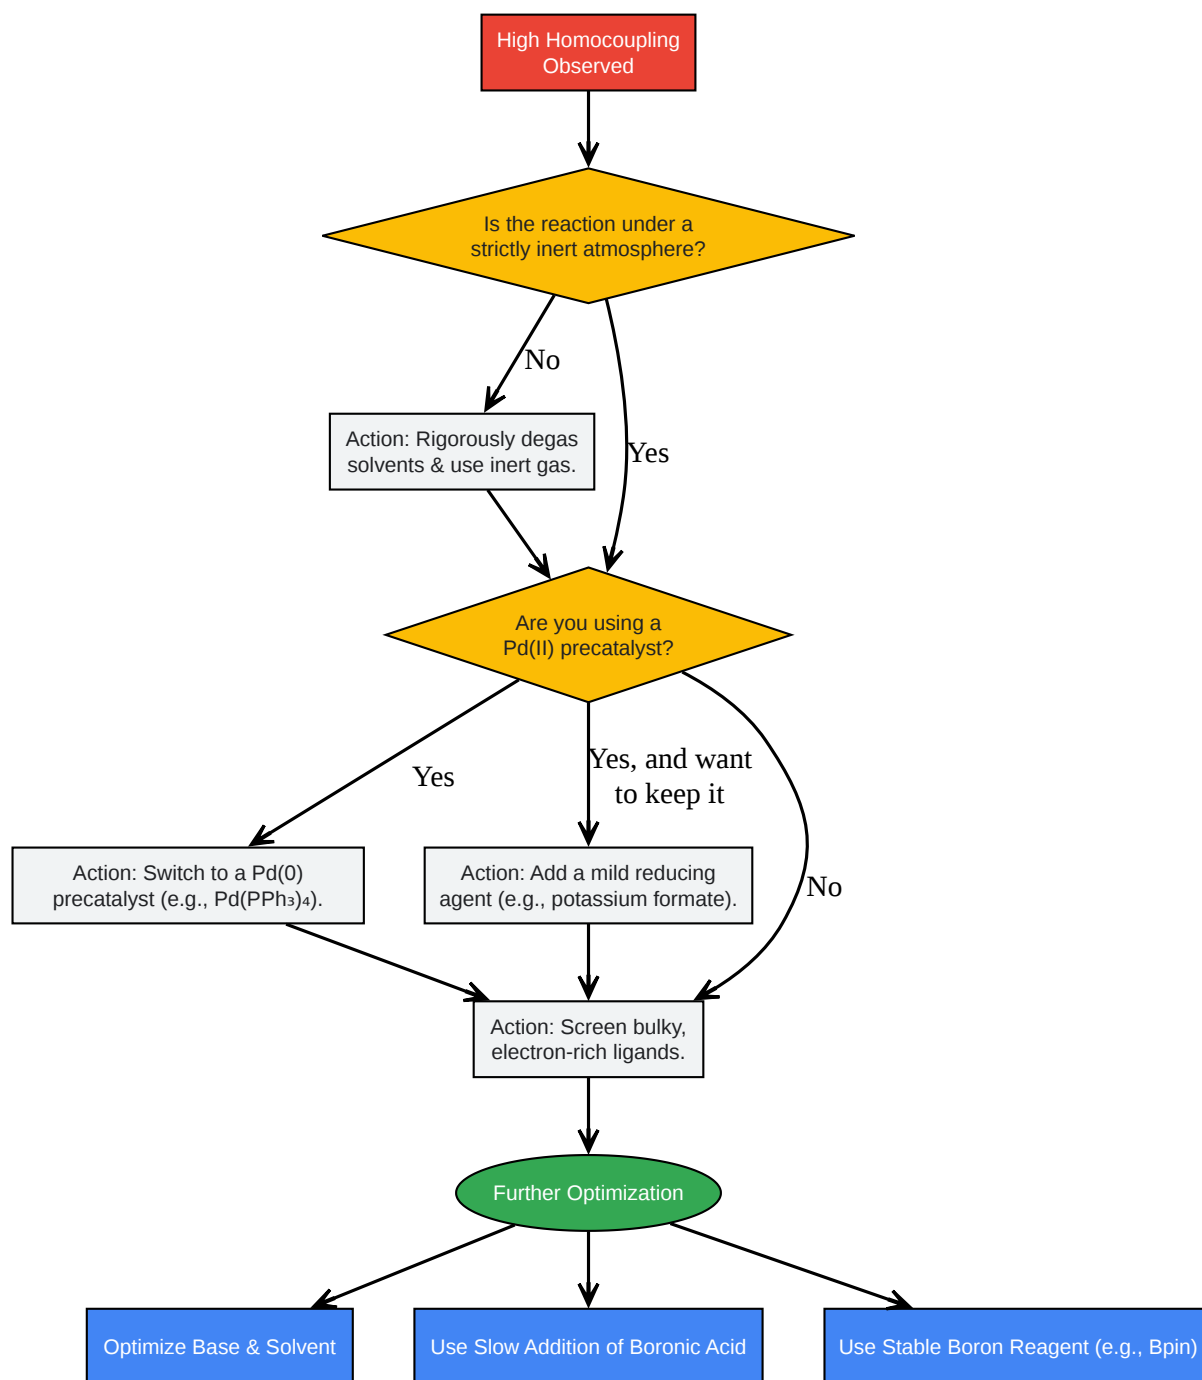 High Homocoupling
Observed
Is the reaction under a
strictly inert atmosphere?
No
Action: Rigorously degas
solvents & use inert gas.
Yes
Are you using a
Pd(II) precatalyst?
Yes
Yes, and want
to keep it
No
Action: Switch to a Pd(0)
precatalyst (e.g., Pd(PPh₃)₄).
Action: Add a mild reducing
agent (e.g., potassium formate).
Action: Screen bulky,
electron-rich ligands.
Further Optimization
Optimize Base & Solvent
Use Slow Addition of Boronic Acid
Use Stable Boron Reagent (e.g., Bpin)